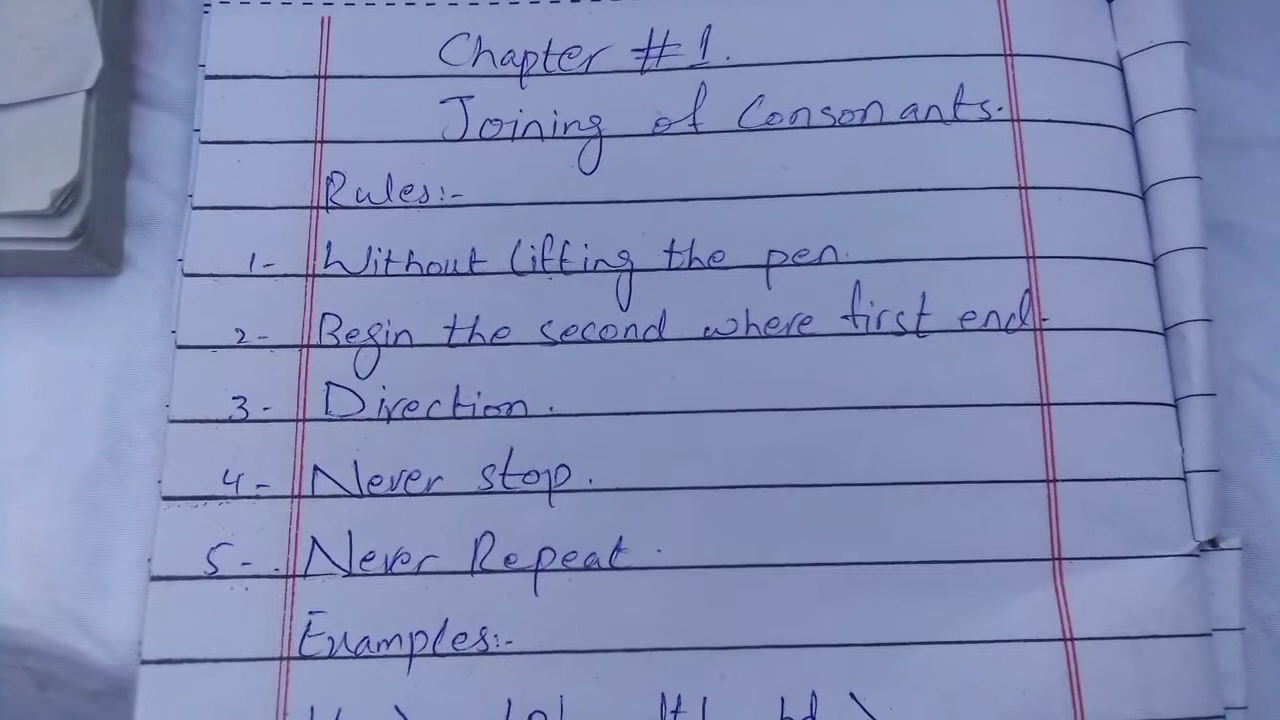 Chapter #1.
Joining of Consonants.
Rules:-
1- Without lifting the pen.
2- Begin the second where first end.
3- Direction.
4- Never stop.
5- Never Repeat.
Examples:-